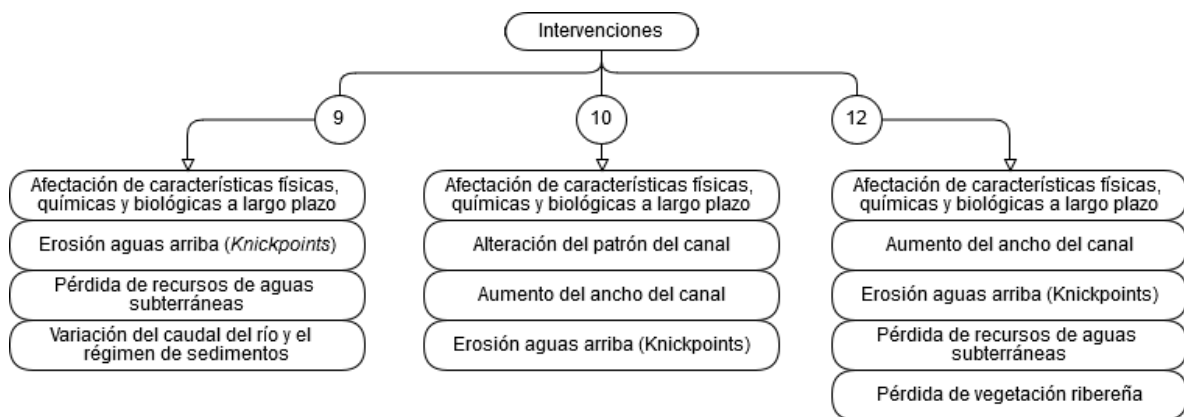 Intervenciones
9
10
12
Afectación de características físicas,
químicas y biológicas a largo plazo
Erosión aguas arriba (Knickpoints)
Pérdida de recursos de aguas
subterráneas
Variación del caudal del río y el
régimen de sedimentos
Afectación de características físicas,
químicas y biológicas a largo plazo
Alteración del patrón del canal
Aumento del ancho del canal
Erosión aguas arriba (Knickpoints)
Afectación de características físicas,
químicas y biológicas a largo plazo
Aumento del ancho del canal
Erosión aguas arriba (Knickpoints)
Pérdida de recursos de aguas
subterráneas
Pérdida de vegetación ribereña